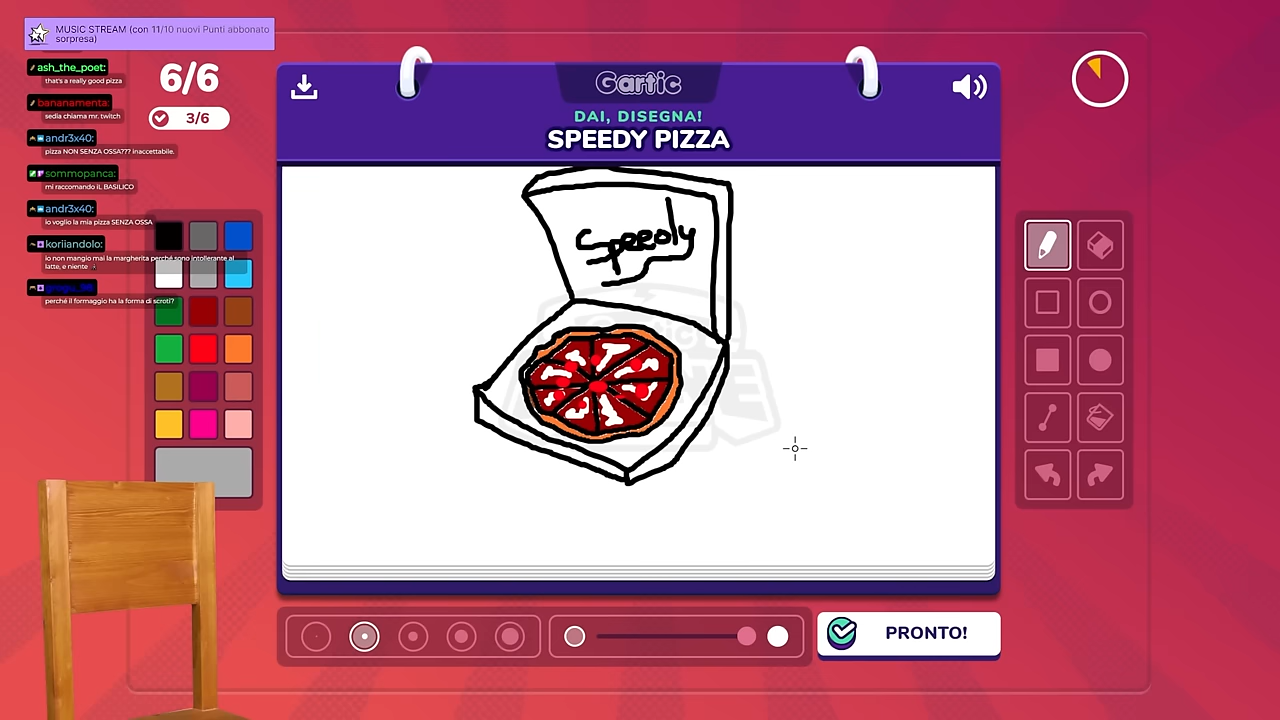 MUSIC STREAM (con 11/10 nuovi Punti abbonato
sorpresa)
ash_the_poet:
that's a really good pizza
bananamenta:
sedia chiama mr. twitch
andr3x40:
pizza NON SENZA OSSA??? inaccettabile.
sommopanca:
mi raccomando iL BASILICO
andr3x40:
io voglio la mia pizza SENZA OSSA
koriiandolo:
io non mangio mai la margherita perché sono intollerante al
latte, e niente
perché il formaggio ha la forma di scroti?
6/6
3/6
Gartic
DAI, DISEGNA!
SPEEDY PIZZA
Speedy
PRONTO!